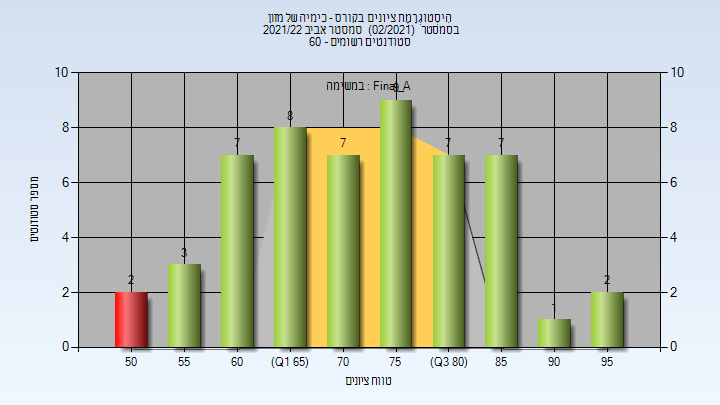 היסטוגרמת ציונים בקורס - כימיה של מזון
בסמסטר (02/2021) סמסטר אביב 2021/22
סטודנטים רשומים - 60
במשימה : Final_A
10 10
8 8
6 6
4 4
2 2
0 0
2 3 7 8 7 9 7 7 1 2
מספר סטודנטים
50 55 60 (Q1 65) 70 75 (Q3 80) 85 90 95
טווח ציונים